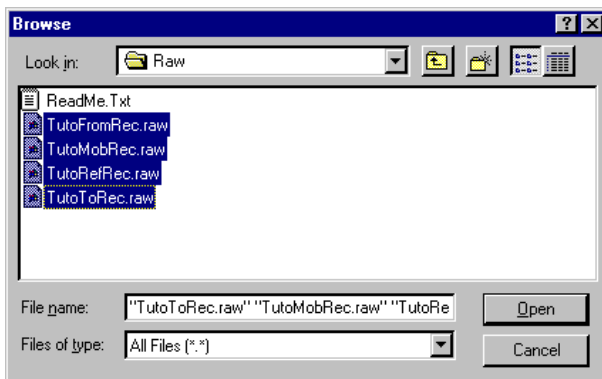 Browse
Look in: Raw
ReadMe.Txt
TutoFromRec.raw
TutoMobRec.raw
TutoRefRec.raw
TutoToRec.raw
File name: "TutoToRec.raw" "TutoMobRec.raw" "TutoRe Open
Files of type: All Files (*.*) Cancel